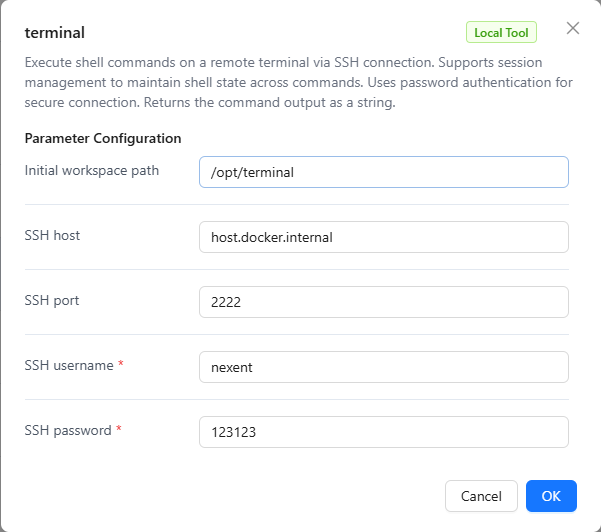 terminal
Local Tool
Execute shell commands on a remote terminal via SSH connection. Supports session
management to maintain shell state across commands. Uses password authentication for
secure connection. Returns the command output as a string.
Parameter Configuration
Initial workspace path
/opt/terminal
SSH host
host.docker.internal
SSH port
2222
SSH username *
nexent
SSH password *
123123
Cancel
OK